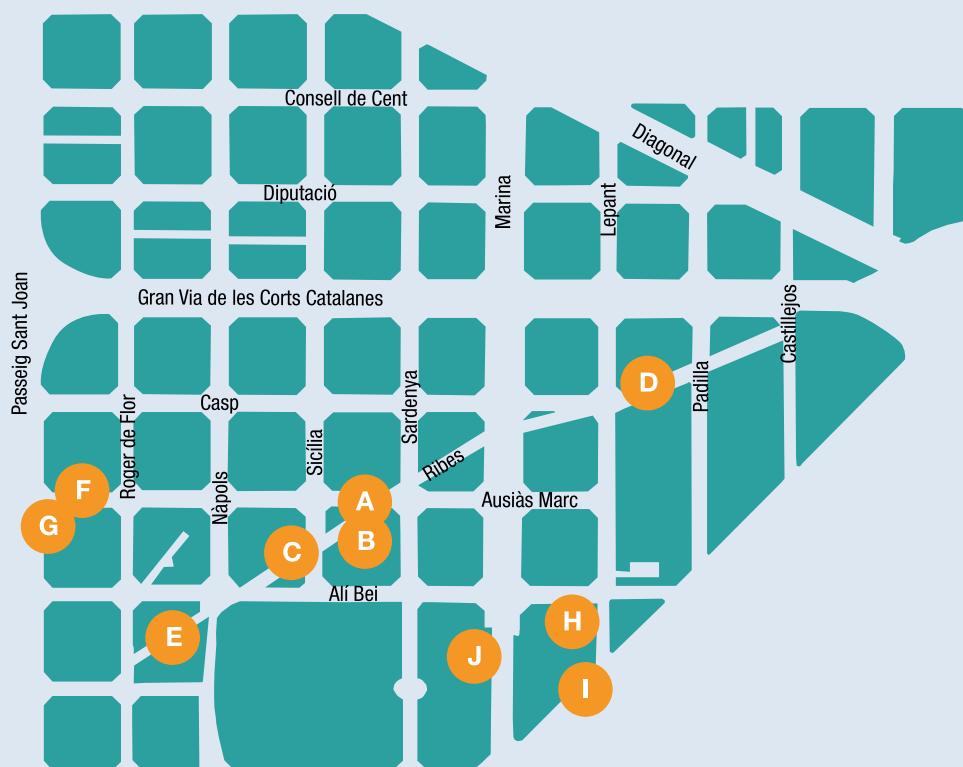 Consell de Cent
Diagonal
Diputació
Marina
Lepant
Passeig Sant Joan
Gran Via de les Corts Catalanes
Castillejos
Padilla
D
Casp
Sardenya
Roger de Flor
Sicília
Ribes
Nàpols
F
A
Ausiàs Marc
G
B
C
Alí Bei
H
E
J
I